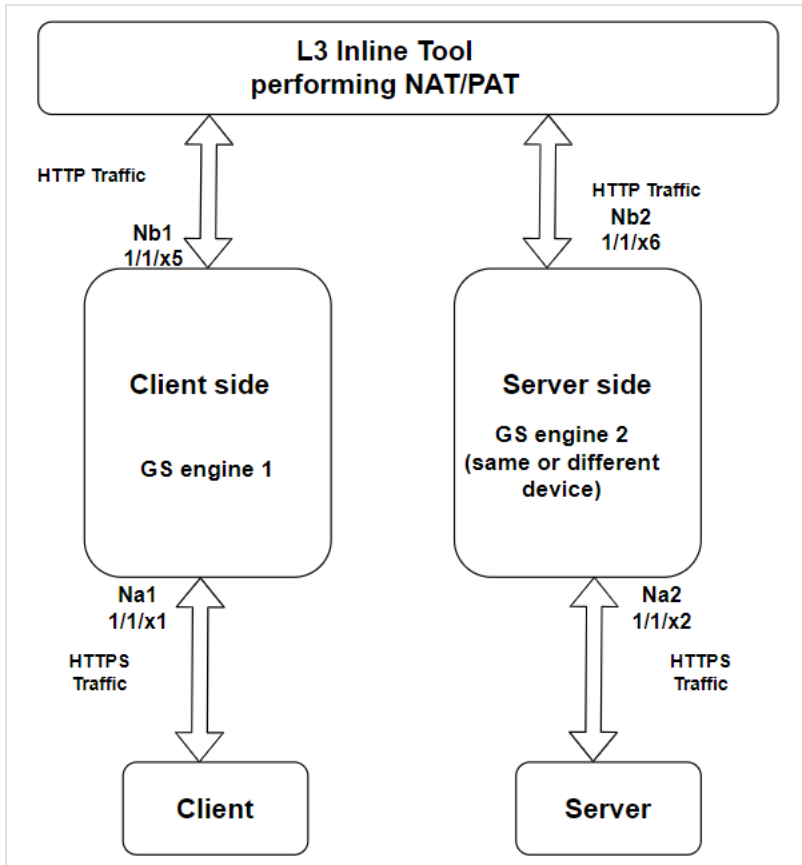 L3 Inline Tool
performing NAT/PAT
HTTP Traffic
Nb1
1/1/x5
HTTP Traffic
Nb2
1/1/x6
Client side
GS engine 1
Server side
GS engine 2
(same or different
device)
Na1
1/1/x1
HTTPS
Traffic
Na2
1/1/x2
HTTPS
Traffic
Client
Server